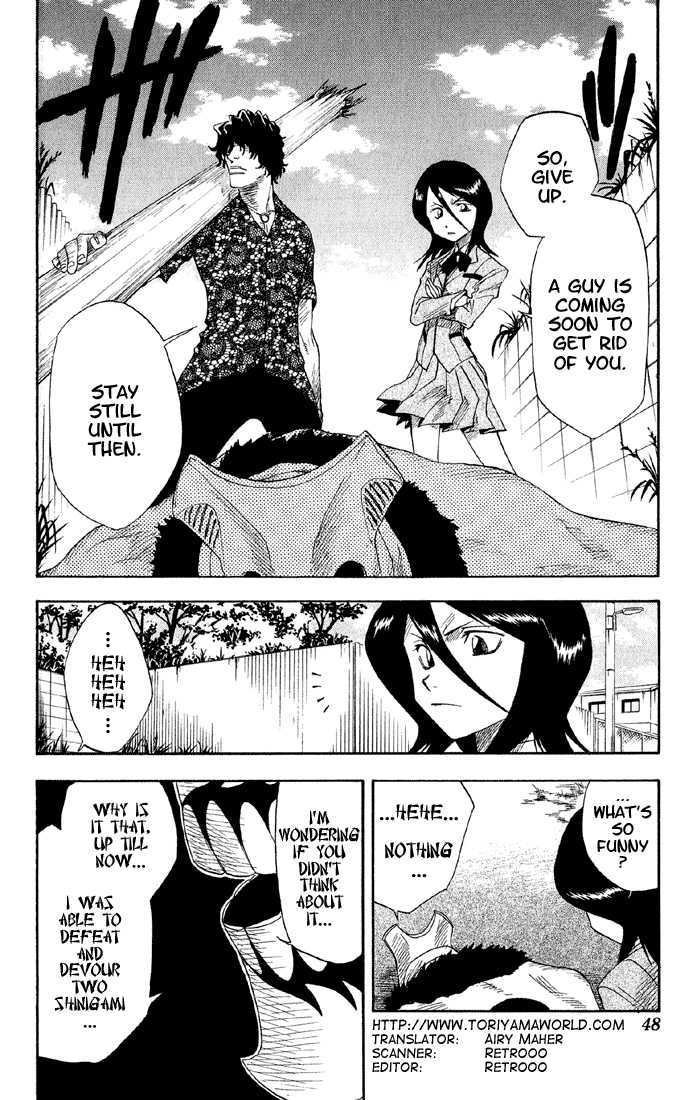 SO,
GIVE
UP.
A GUY IS
COMING
SOON TO
GET RID
OF YOU.
STAY
STILL
UNTIL
THEN.
...
HEH
HEH
HEH
...
...
WHAT'S
SO
FUNNY
?
...HEHE...
NOTHING
...
I'M
WONDERING
IF YOU
DIDN'T
THINK
ABOUT
IT...
WHY IS
IT THAT,
UP TILL
NOW...
I WAS
ABLE TO
DEFEAT
AND
DEVOUR
TWO
SHINIGAMI
...
HTTP://WWW.TORIYAMAWORLD.COM 48
TRANSLATOR: AIRY MAHER
SCANNER: RETROOO
EDITOR: RETROOO